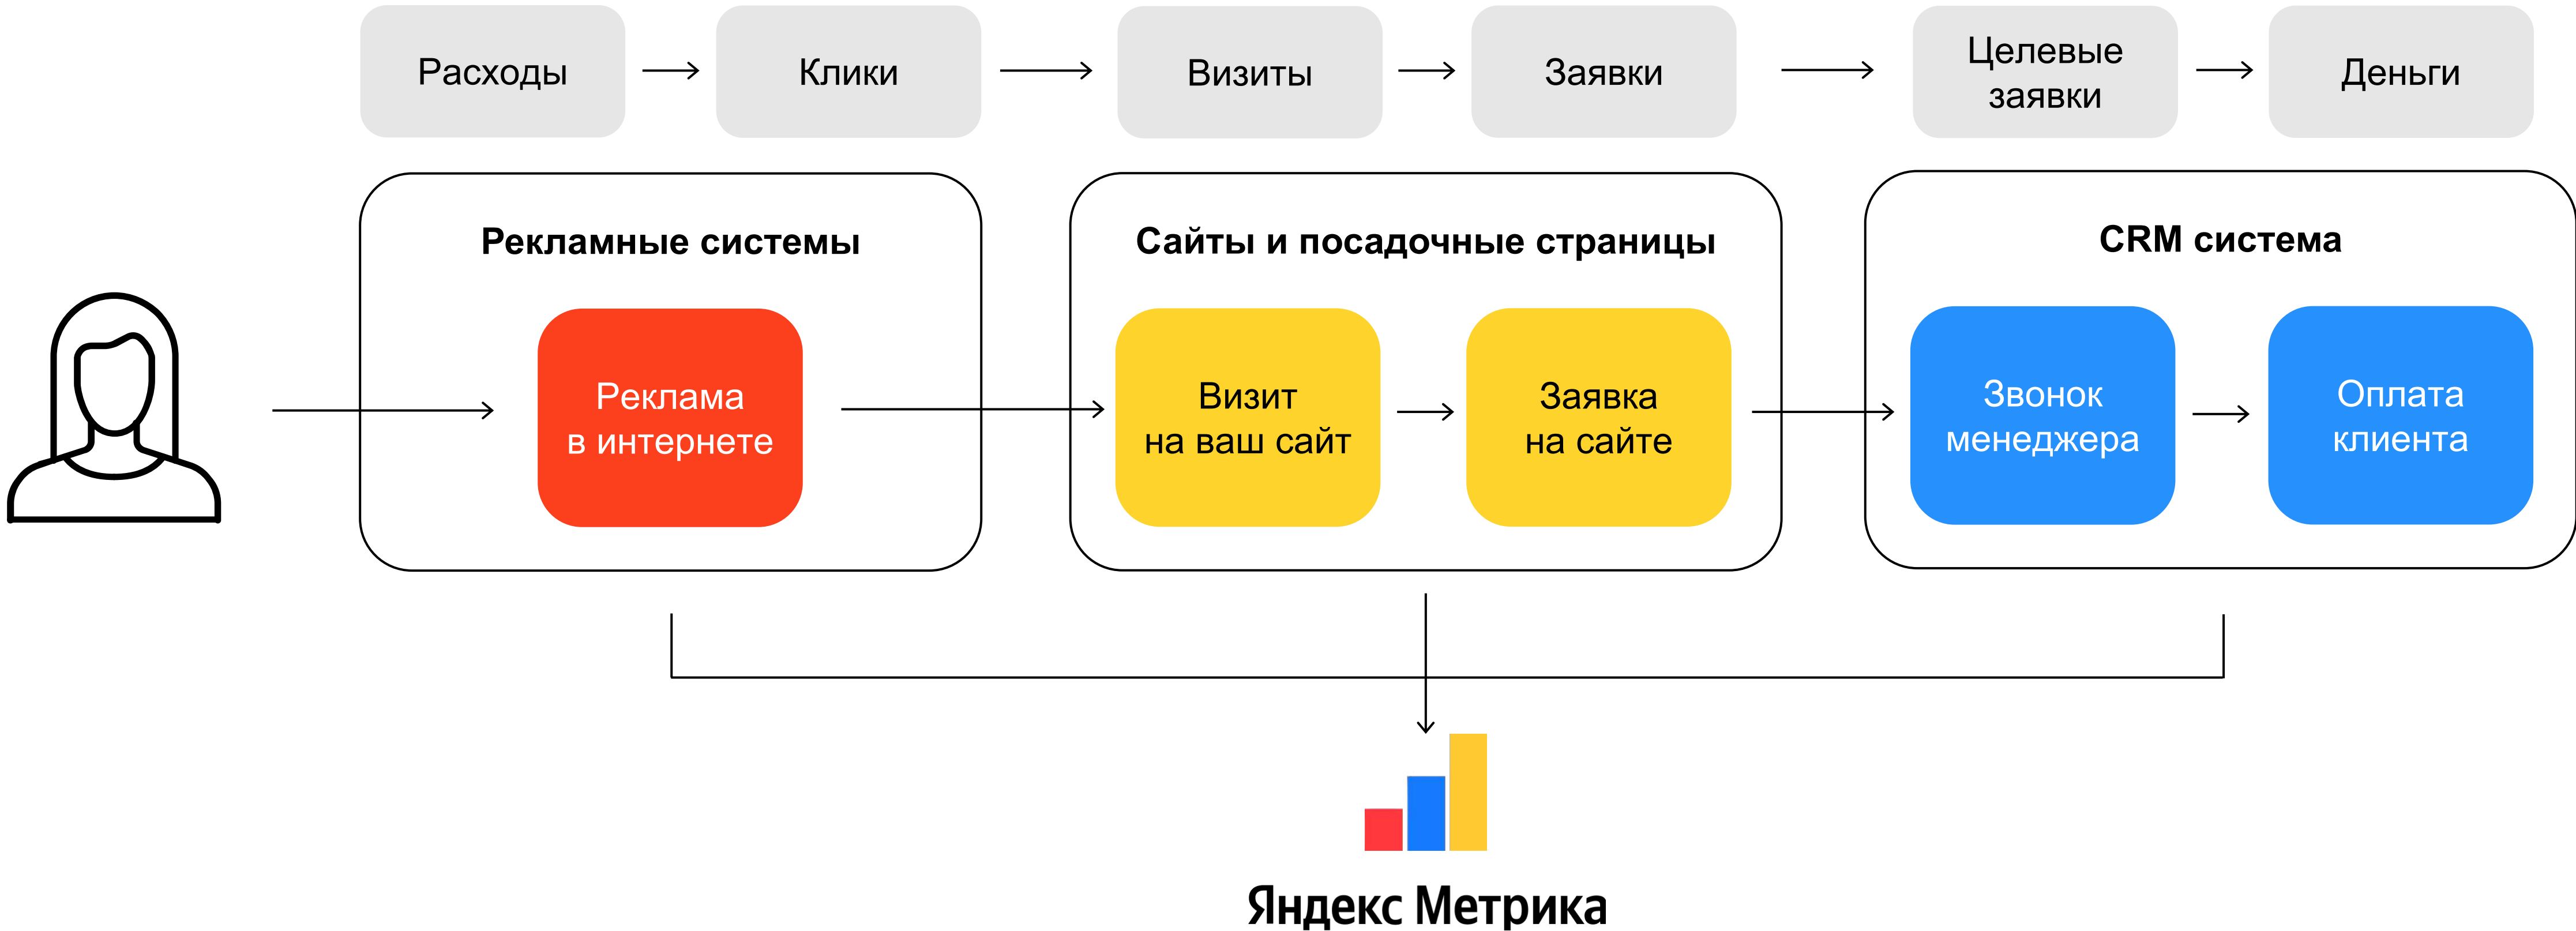 Расходы
Клики
Визиты
Заявки
Целевые
заявки
Деньги
Рекламные системы
Сайты и посадочные страницы
CRM система
Реклама
в интернете
Визит
на ваш сайт
Заявка
на сайте
Звонок
менеджера
Оплата
клиента
Яндекс Метрика